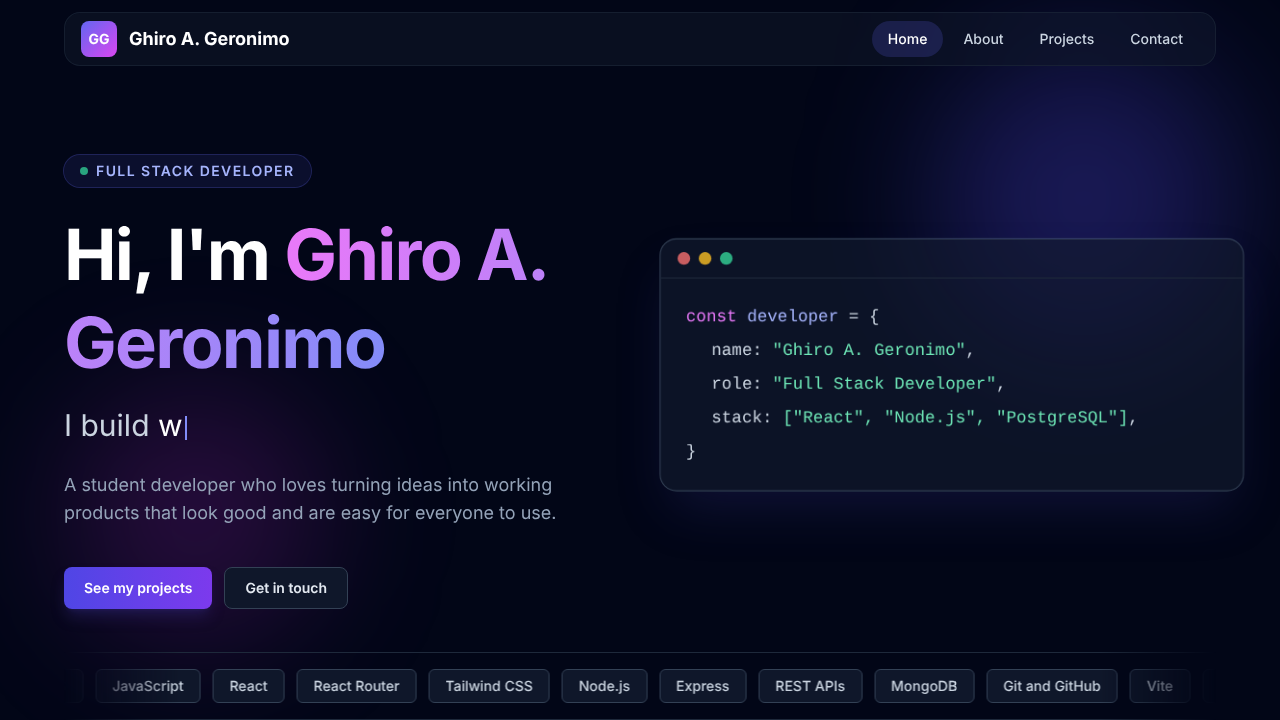 GG
Ghiro A. Geronimo
Home
About
Projects
Contact
FULL STACK DEVELOPER
Hi, I'm Ghiro A.
Geronimo
I build w
A student developer who loves turning ideas into working
products that look good and are easy for everyone to use.
See my projects
Get in touch
const developer = {
name: "Ghiro A. Geronimo",
role: "Full Stack Developer",
stack: ["React", "Node.js", "PostgreSQL"],
}
JavaScript
React
React Router
Tailwind CSS
Node.js
Express
REST APIs
MongoDB
Git and GitHub
Vite